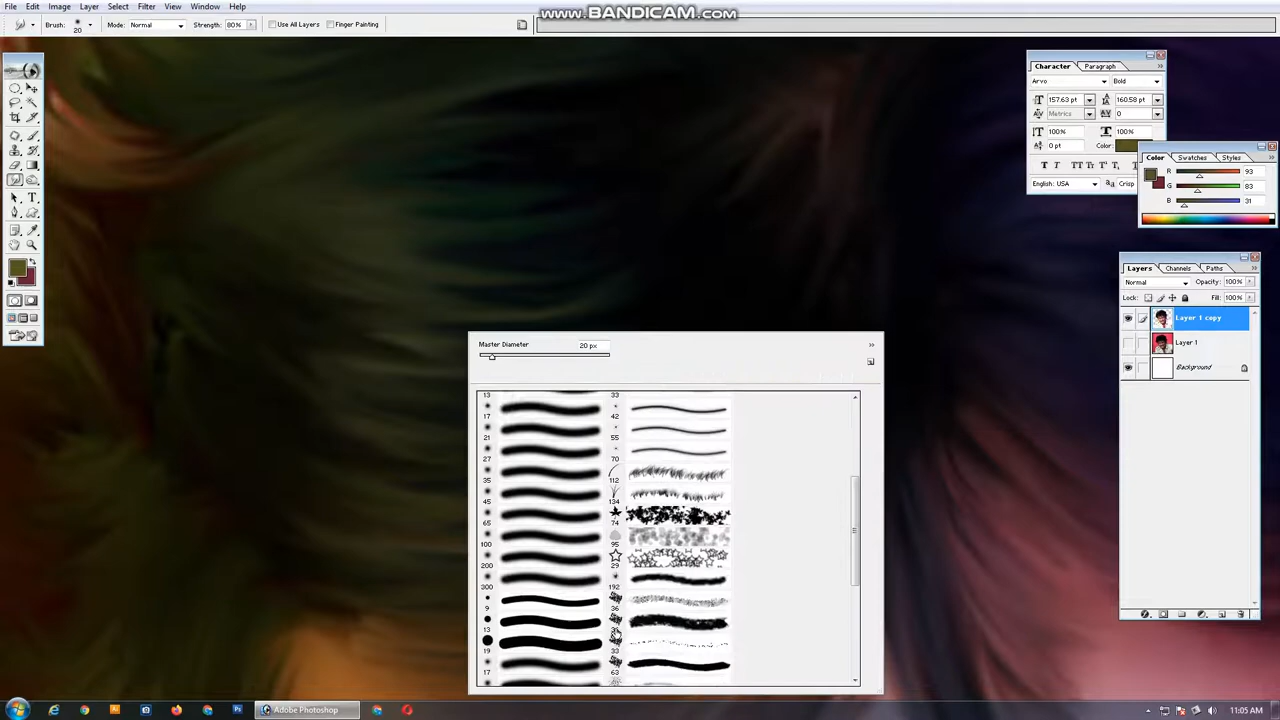 www.BANDICAM.com
File Edit Image Layer Select Filter View Window Help
Brush: 20 Mode: Normal Strength: 80% Use All Layers Finger Painting
Character Paragraph
Arvo Bold
157.63 pt 160.58 pt
Metrics 0
100% 100%
0 pt Color:
English: USA Crisp
Color Swatches Styles
R 93
G 83
B 31
Layers Channels Paths
Normal Opacity: 100%
Lock: Fill: 100%
Layer 1 copy
Layer 1
Background
Master Diameter 20 px
13 33
17 42
21 55
27 70
35 112
45 134
65 74
100 95
200 29
300 192
9 36
13
19 33
17 63
Adobe Photoshop
11:05 AM